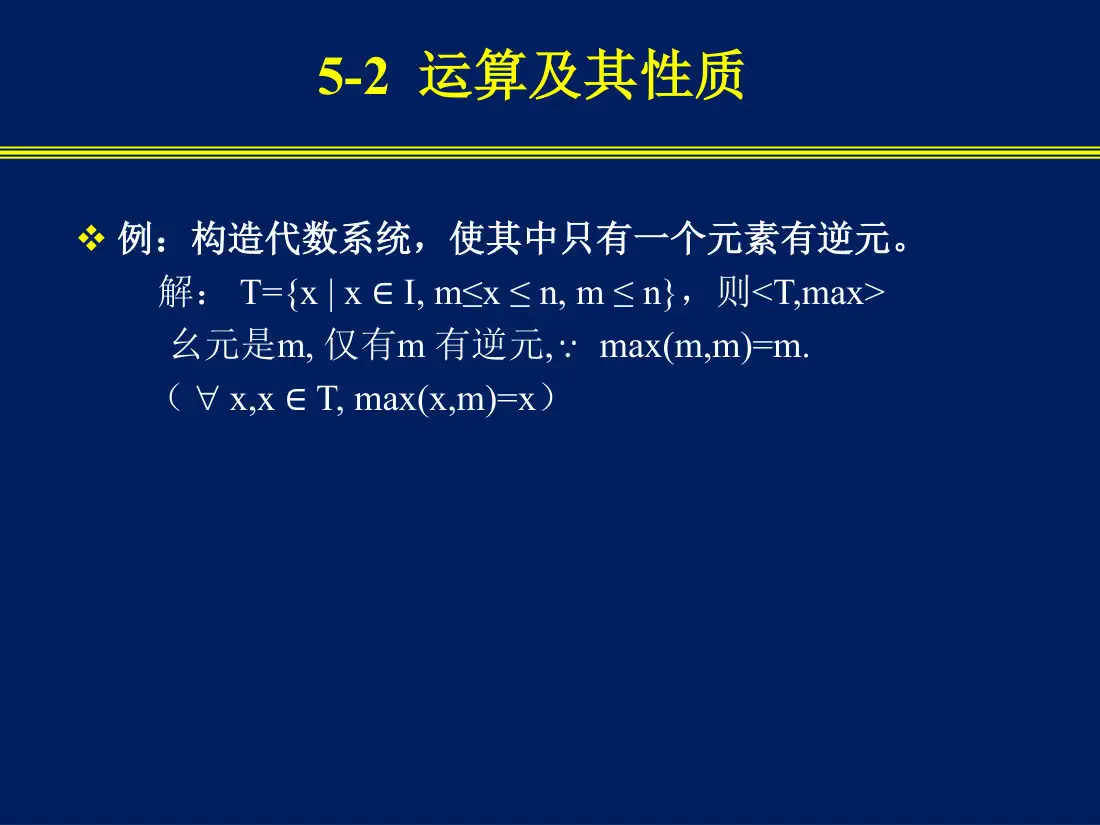 5-2 运算及其性质
❖ 例：构造代数系统，使其中只有一个元素有逆元。
解： T={x | x ∈ I, m≤x ≤ n, m ≤ n}，则<T,max>
幺元是m, 仅有m 有逆元,∵ max(m,m)=m.
（ ∀ x,x ∈ T, max(x,m)=x）